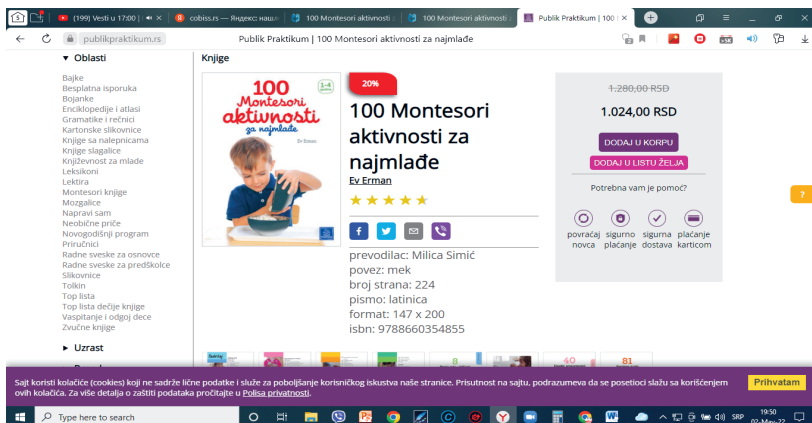 (199) Vesti u 17:00 |
cobiss.rs — Яндекс: нашл
100 Montesori aktivnosti z
100 Montesori aktivnosti: p
Publik Praktikum | 100
publikpraktikum.rs
Publik Praktikum | 100 Montesori aktivnosti za najmlađe
Oblasti
Bajke
Besplatna isporuka
Bojanke
Enciklopedije i atlasi
Gramatike i rečnici
Kartonske slikovnice
Knjige sa nalepnicama
Knjige slagalice
Književnost za mlade
Leksikoni
Lektira
Montesori knjige
Mozgalice
Napravi sam
Neobične priče
Novogodišnji program
Priručnici
Radne sveske za osnovce
Radne sveske za predškolce
Slikovnice
Tolkin
Top lista
Top lista dečije knjige
Vaspitanje i odgoj dece
Zvučne knjige
Uzrast
Knjige
100
Montesori
aktivnosti
za najmlađe
Ev Erman
1-4
20%
100 Montesori
aktivnosti za
najmlađe
Ev Erman
prevodilac: Milica Simić
povez: mek
broj strana: 224
pismo: latinica
format: 147 x 200
isbn: 9788660354855
1.280,00 RSD
1.024,00 RSD
DODAJ U KORPU
DODAJ U LISTU ŽELJA
Potrebna vam je pomoć?
povraćaj novca
sigurno plaćanje
sigurna dostava
plaćanje karticom
?
8
40
81
Sajt koristi kolačiće (cookies) koji ne sadrže lične podatke i služe za poboljšanje korisničkog iskustva naše stranice. Prisutnost na sajtu, podrazumeva da se posetioci slažu sa korišćenjem
ovih kolačića. Za više detalja o zaštiti podataka pročitajte u Polisa privatnosti.
Prihvatam
Type here to search
SRP
19:50
02-May-22